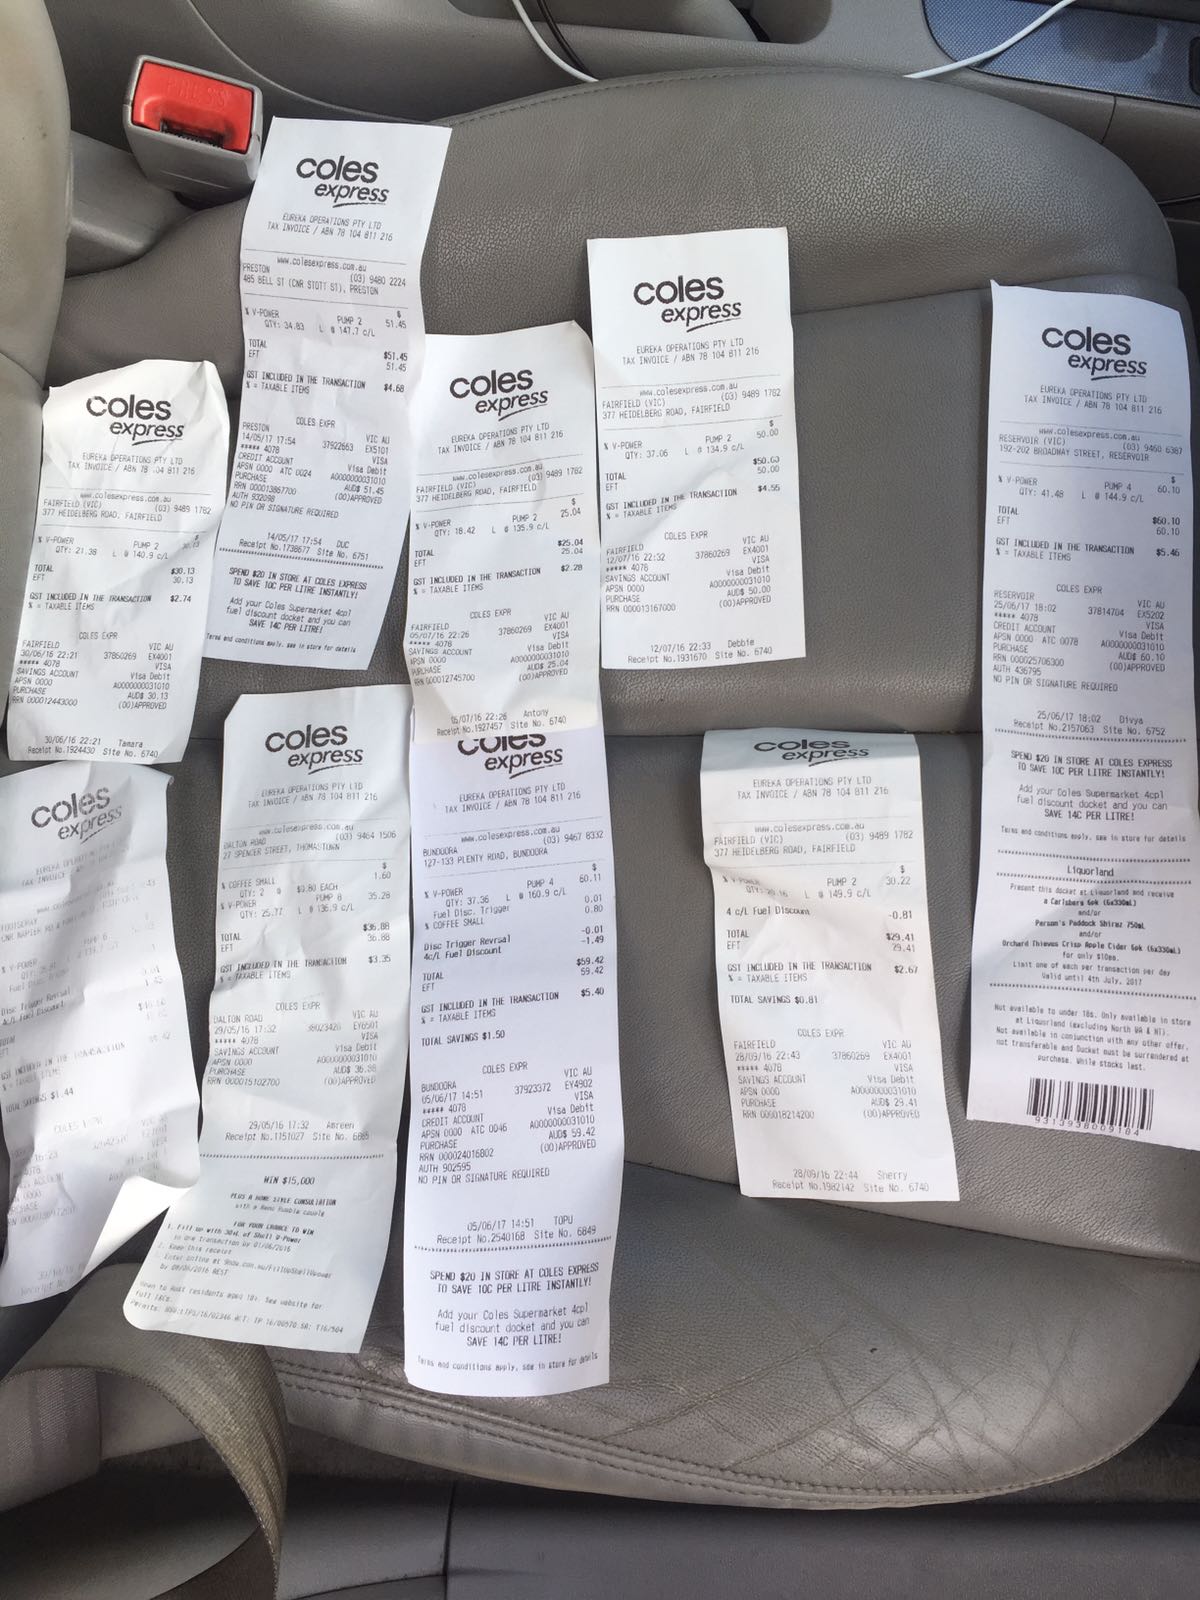 PRESS
coles
express
EUREKA OPERATIONS PTY LTD
TAX INVOICE / ABN 78 104 811 216
www.colesexpress.com.au
PRESTON (03) 9480 2224
485 BELL ST (CNR STOTT ST), PRESTON
$
% V-POWER PUMP 2 51.45
QTY: 34.83 L @ 147.7 c/L
TOTAL $51.45
EFT 51.45
GST INCLUDED IN THE TRANSACTION $4.68
% = TAXABLE ITEMS
COLES EXPR
PRESTON VIC AU
14/05/17 17:54 37922663 EX5101
***** 4078 VISA
CREDIT ACCOUNT Visa Debit
APSN 0000 ATC 0024 A0000000031010
PURCHASE AUD$ 51.45
RRN 000013867700 (00)APPROVED
AUTH 932098
NO PIN OR SIGNATURE REQUIRED
14/05/17 17:54 DUC
Receipt No.1738677 Site No. 6751
SPEND $20 IN STORE AT COLES EXPRESS
TO SAVE 10C PER LITRE INSTANTLY!
Add your Coles Supermarket 4cpl
fuel discount docket and you can
SAVE 14C PER LITRE!
Terms and conditions apply, see in store for details
coles
express
EUREKA OPERATIONS PTY LTD
TAX INVOICE / ABN 78 104 811 216
www.colesexpress.com.au
FAIRFIELD (VIC) (03) 9489 1782
377 HEIDELBERG ROAD, FAIRFIELD
$
% V-POWER PUMP 2 50.00
QTY: 37.06 L @ 134.9 c/L
TOTAL $50.00
EFT 50.00
GST INCLUDED IN THE TRANSACTION $4.55
% = TAXABLE ITEMS
COLES EXPR
FAIRFIELD VIC AU
12/07/16 22:32 37860269 EX4001
***** 4078 VISA
SAVINGS ACCOUNT Visa Debit
APSN 0000 A0000000031010
PURCHASE AUD$ 50.00
RRN 000013167000 (00)APPROVED
12/07/16 22:33 Debbie
Receipt No.1931670 Site No. 6740
coles
express
EUREKA OPERATIONS PTY LTD
TAX INVOICE / ABN 78 104 811 216
www.colesexpress.com.au
RESERVOIR (VIC) (03) 9460 6387
192-202 BROADWAY STREET, RESERVOIR
$
% V-POWER PUMP 4 60.10
QTY: 41.48 L @ 144.9 c/L
TOTAL $60.10
EFT 60.10
GST INCLUDED IN THE TRANSACTION $5.46
% = TAXABLE ITEMS
COLES EXPR
RESERVOIR VIC AU
25/06/17 18:02 37814704 EX5202
***** 4078 VISA
CREDIT ACCOUNT Visa Debit
APSN 0000 ATC 0078 A0000000031010
PURCHASE AUD$ 60.10
RRN 000025706300 (00)APPROVED
AUTH 436795
NO PIN OR SIGNATURE REQUIRED
25/06/17 18:02 Divya
Receipt No.2157063 Site No. 6752
SPEND $20 IN STORE AT COLES EXPRESS
TO SAVE 10C PER LITRE INSTANTLY!
Add your Coles Supermarket 4cpl
fuel discount docket and you can
SAVE 14C PER LITRE!
Terms and conditions apply, see in store for details
Liquorland
Present this docket at Liquorland and receive
a Carlsberg 6pk (6x330mL)
and/or
Parson's Paddock Shiraz 750mL
and/or
Orchard Thieves Crisp Apple Cider 6pk (6x330mL)
for only $10ea.
Limit one of each per transaction per day
Valid until 4th July, 2017
Not available to under 18s. Only available in store
at Liquorland (excluding North WA & NT).
Not available in conjunction with any other offer,
not transferable and Docket must be surrendered at
purchase. While stocks last.
9313938009184
coles
express
EUREKA OPERATIONS PTY LTD
TAX INVOICE / ABN 78 104 811 216
www.colesexpress.com.au
FAIRFIELD (VIC) (03) 9489 1782
377 HEIDELBERG ROAD, FAIRFIELD
$
% V-POWER PUMP 2 25.04
QTY: 18.42 L @ 135.9 c/L
TOTAL $25.04
EFT 25.04
GST INCLUDED IN THE TRANSACTION $2.28
% = TAXABLE ITEMS
COLES EXPR
FAIRFIELD VIC AU
05/07/16 22:26 37860269 EX4001
***** 4078 VISA
SAVINGS ACCOUNT Visa Debit
APSN 0000 A0000000031010
PURCHASE AUD$ 25.04
RRN 000012745700 (00)APPROVED
05/07/16 22:26 Antony
Receipt No.1927457 Site No. 6740
coles
express
EUREKA OPERATIONS PTY LTD
TAX INVOICE / ABN 78 104 811 216
www.colesexpress.com.au
FAIRFIELD (VIC) (03) 9489 1782
377 HEIDELBERG ROAD, FAIRFIELD
$
% V-POWER PUMP 2 30.13
QTY: 21.38 L @ 140.9 c/L
TOTAL $30.13
EFT 30.13
GST INCLUDED IN THE TRANSACTION $2.74
% = TAXABLE ITEMS
COLES EXPR
FAIRFIELD VIC AU
30/06/16 22:21 37860269 EX4001
***** 4078 VISA
SAVINGS ACCOUNT Visa Debit
APSN 0000 A0000000031010
PURCHASE AUD$ 30.13
RRN 000012443000 (00)APPROVED
30/06/16 22:21 Tamara
Receipt No.1924430 Site No. 6740
coles
express
EUREKA
TAX INVOICE
FOOTSCRAY
CNR NAPIER RD
% V-POWER
Disc Trigger Revrsal
4c/L Fuel Discount
GST INCLUDED IN THE TRANSACTION
% = TAXABLE ITEMS
TOTAL SAVINGS $1.44
COLES EXPR
coles
express
EUREKA OPERATIONS PTY LTD
TAX INVOICE / ABN 78 104 811 216
www.colesexpress.com.au
DALTON ROAD (03) 9464 1506
27 SPENCER STREET, THOMASTOWN
$
% COFFEE SMALL 1.60
QTY: 2 @ $0.80 EACH
% V-POWER PUMP 8 35.28
QTY: 25.77 L @ 136.9 c/L
TOTAL $36.88
EFT 36.88
GST INCLUDED IN THE TRANSACTION $3.35
% = TAXABLE ITEMS
COLES EXPR
DALTON ROAD VIC AU
29/05/16 17:32 38023420 EY6501
***** 4078 VISA
SAVINGS ACCOUNT Visa Debit
APSN 0000 A0000000031010
PURCHASE AUD$ 36.88
RRN 000015102700 (00)APPROVED
29/05/16 17:32 Amreen
Receipt No.1151027 Site No. 6865
WIN $15,000
PLUS A HOME STYLE CONSULTATION
with a Reno Rumble couple
FOR YOUR CHANCE TO WIN
1. Fill up with 30L of Shell V-Power
in one transaction by 01/06/2016
2. Keep this receipt
3. Enter online at 9now.com.au/FillUpShellVpower
by 08/06/2016 AEST
Open to Aust residents aged 18+. See website for
full T&Cs.
coles
express
EUREKA OPERATIONS PTY LTD
TAX INVOICE / ABN 78 104 811 216
www.colesexpress.com.au
BUNDOORA (03) 9467 8332
127-133 PLENTY ROAD, BUNDOORA
$
% V-POWER PUMP 4 60.11
QTY: 37.36 L @ 160.9 c/L
Fuel Disc. Trigger 0.01
% COFFEE SMALL 0.80
Disc Trigger Revrsal -0.01
4c/L Fuel Discount -1.49
TOTAL $59.42
EFT 59.42
GST INCLUDED IN THE TRANSACTION $5.40
% = TAXABLE ITEMS
TOTAL SAVINGS $1.50
COLES EXPR
BUNDOORA VIC AU
05/06/17 14:51 37923372 EY4902
***** 4078 VISA
CREDIT ACCOUNT Visa Debit
APSN 0000 ATC 0046 A0000000031010
PURCHASE AUD$ 59.42
RRN 000024016802 (00)APPROVED
AUTH 902595
NO PIN OR SIGNATURE REQUIRED
05/06/17 14:51 TOPU
Receipt No.2540168 Site No. 6849
SPEND $20 IN STORE AT COLES EXPRESS
TO SAVE 10C PER LITRE INSTANTLY!
Add your Coles Supermarket 4cpl
fuel discount docket and you can
SAVE 14C PER LITRE!
Terms and conditions apply, see in store for details
coles
express
EUREKA OPERATIONS PTY LTD
TAX INVOICE / ABN 78 104 811 216
www.colesexpress.com.au
FAIRFIELD (VIC) (03) 9489 1782
377 HEIDELBERG ROAD, FAIRFIELD
$
% V-POWER PUMP 2 30.22
QTY: 20.16 L @ 149.9 c/L
4 c/L Fuel Discount -0.81
TOTAL $29.41
EFT 29.41
GST INCLUDED IN THE TRANSACTION $2.67
% = TAXABLE ITEMS
TOTAL SAVINGS $0.81
COLES EXPR
FAIRFIELD VIC AU
28/09/16 22:43 37860269 EX4001
***** 4078 VISA
SAVINGS ACCOUNT Visa Debit
APSN 0000 A0000000031010
PURCHASE AUD$ 29.41
RRN 000018214200 (00)APPROVED
28/09/16 22:44 Sherry
Receipt No.1982142 Site No. 6740